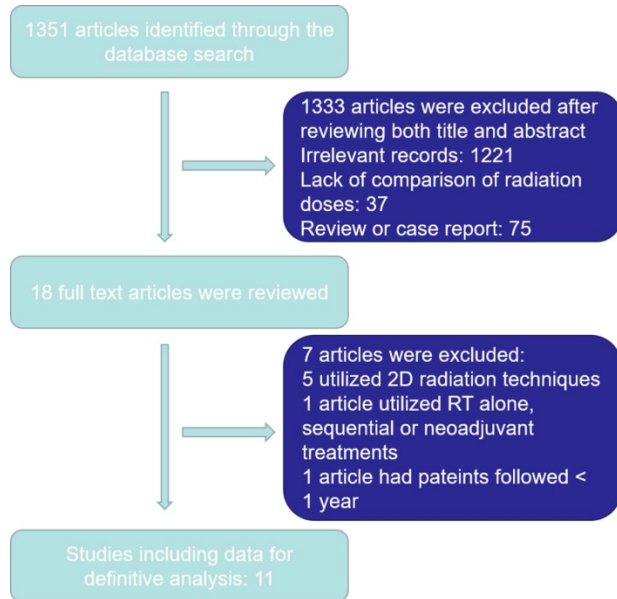 1351 articles identified through the
database search
1333 articles were excluded after
reviewing both title and abstract
Irrelevant records: 1221
Lack of comparison of radiation
doses: 37
Review or case report: 75
18 full text articles were reviewed
7 articles were excluded:
5 utilized 2D radiation techniques
1 article utilized RT alone,
sequential or neoadjuvant
treatments
1 article had pateints followed <
1 year
Studies including data for
definitive analysis: 11